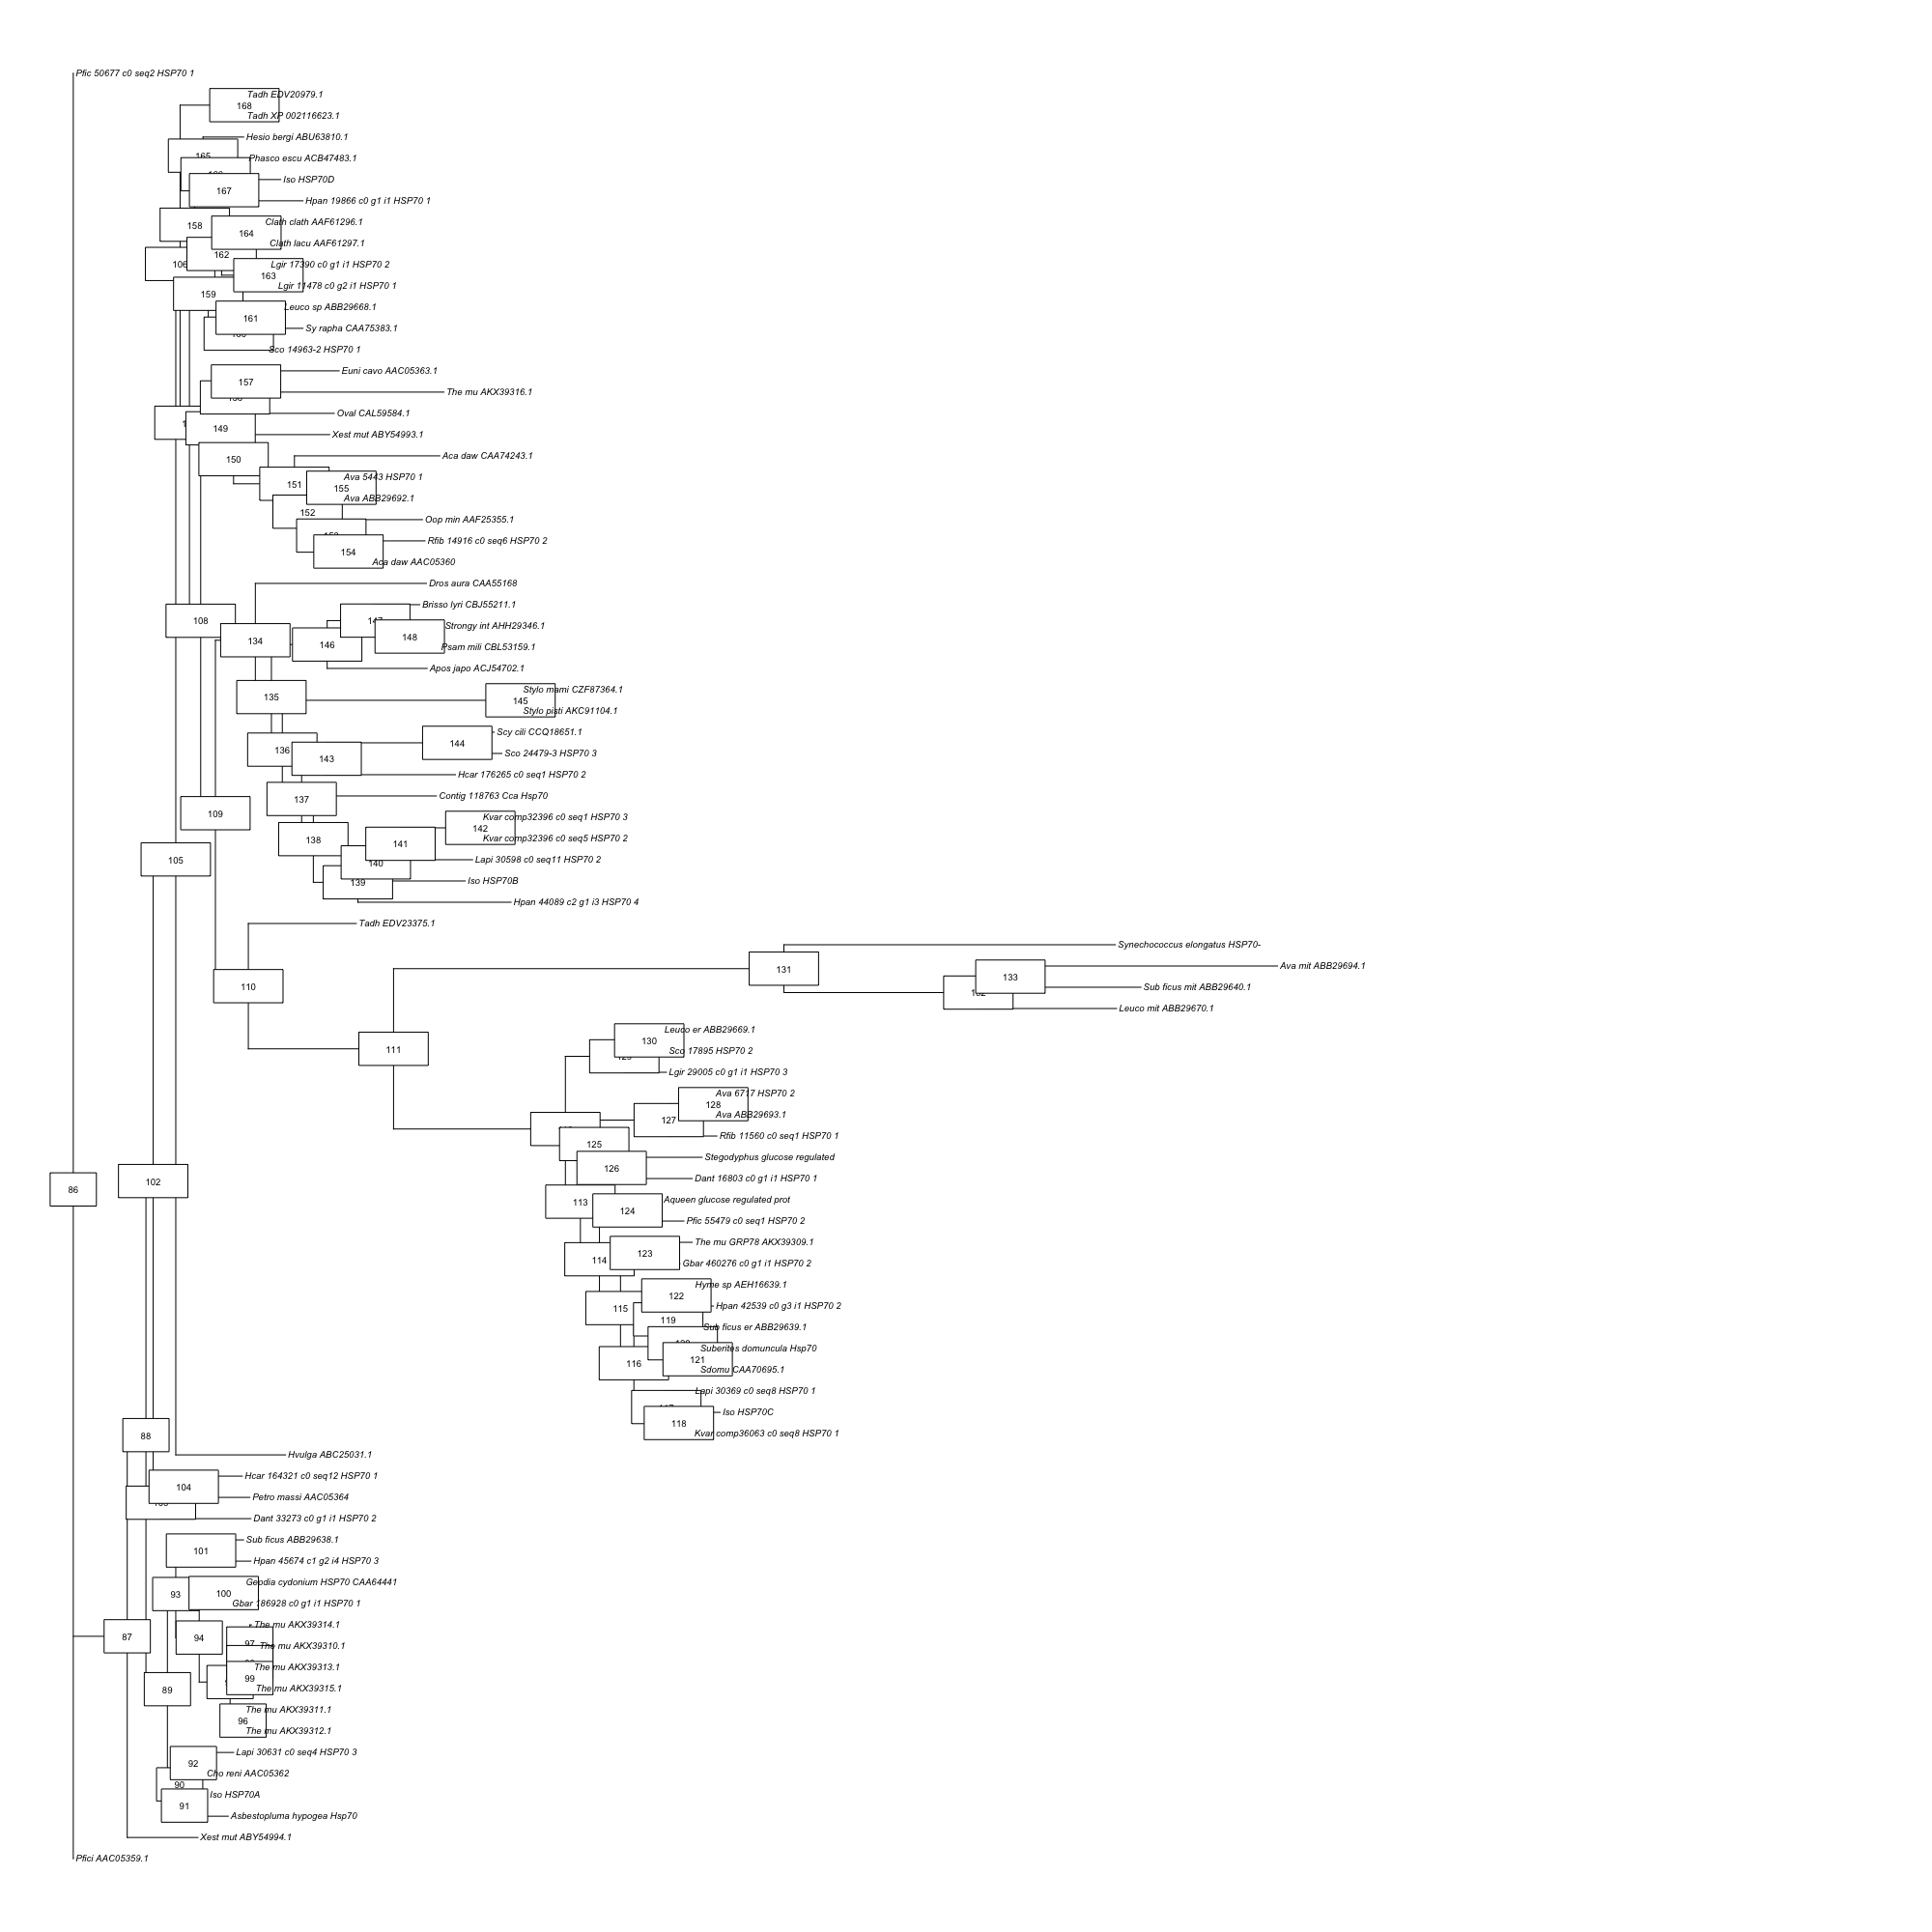 Pfic 50677 c0 seq2 HSP70 1
Tadh EDV20979.1
168
Tadh XP 002116623.1
Hesio bergi ABU63810.1
165
Phasco escu ACB47483.1
Iso HSP70D
167
Hpan 19866 c0 g1 i1 HSP70 1
Clath clath AAF61296.1
158
164
Clath lacu AAF61297.1
162
106
Lgir 17390 c0 g1 i1 HSP70 2
163
Lgir 11478 c0 g2 i1 HSP70 1
159
Leuco sp ABB29668.1
161
Sy rapha CAA75383.1
Sco 14963-2 HSP70 1
Euni cavo AAC05363.1
157
The mu AKX39316.1
Oval CAL59584.1
149
Xest mut ABY54993.1
150
Aca daw CAA74243.1
Ava 5443 HSP70 1
151
155
Ava ABB29692.1
152
Oop min AAF25355.1
Rfib 14916 c0 seq6 HSP70 2
154
Aca daw AAC05360
Dros aura CAA55168
Brisso lyri CBJ55211.1
108
147
Strongy int AHH29346.1
134
148
146
Psam mili CBL53159.1
Apos japo ACJ54702.1
Stylo mami CZF87364.1
135
145
Stylo pisti AKC91104.1
Scy cili CCQ18651.1
144
136
Sco 24479-3 HSP70 3
143
Hcar 176265 c0 seq1 HSP70 2
Contig 118763 Cca Hsp70
137
109
Kvar comp32396 c0 seq1 HSP70 3
142
Kvar comp32396 c0 seq5 HSP70 2
138
141
105
Lapi 30598 c0 seq11 HSP70 2
140
Iso HSP70B
139
Hpan 44089 c2 g1 i3 HSP70 4
Tadh EDV23375.1
Synechococcus elongatus HSP70-
Ava mit ABB29694.1
131
133
110
Sub ficus mit ABB29640.1
132
Leuco mit ABB29670.1
Leuco er ABB29669.1
130
111
Sco 17895 HSP70 2
129
Lgir 29005 c0 g1 i1 HSP70 3
Ava 6717 HSP70 2
128
Ava ABB29693.1
127
Rfib 11560 c0 seq1 HSP70 1
125
Stegodyphus glucose regulated
126
Dant 16803 c0 g1 i1 HSP70 1
102
Aqueen glucose regulated prot
86
113
124
Pfic 55479 c0 seq1 HSP70 2
The mu GRP78 AKX39309.1
123
114
Gbar 460276 c0 g1 i1 HSP70 2
Hyme sp AEH16639.1
122
Hpan 42539 c0 g3 i1 HSP70 2
115
119
Sub ficus er ABB29639.1
Suberites domuncula Hsp70
121
116
Sdomu CAA70695.1
Lapi 30369 c0 seq8 HSP70 1
Iso HSP70C
118
Kvar comp36063 c0 seq8 HSP70 1
88
Hvulga ABC25031.1
Hcar 164321 c0 seq12 HSP70 1
104
Petro massi AAC05364
103
Dant 33273 c0 g1 i1 HSP70 2
Sub ficus ABB29638.1
101
Hpan 45674 c1 g2 i4 HSP70 3
Geodia cydonium HSP70 CAA64441
93
100
Gbar 186928 c0 g1 i1 HSP70 1
The mu AKX39314.1
87
94
97
The mu AKX39310.1
The mu AKX39313.1
99
89
The mu AKX39315.1
The mu AKX39311.1
96
The mu AKX39312.1
Lapi 30631 c0 seq4 HSP70 3
92
Cho reni AAC05362
90
Iso HSP70A
91
Asbestopluma hypogea Hsp70
Xest mut ABY54994.1
Pfici AAC05359.1